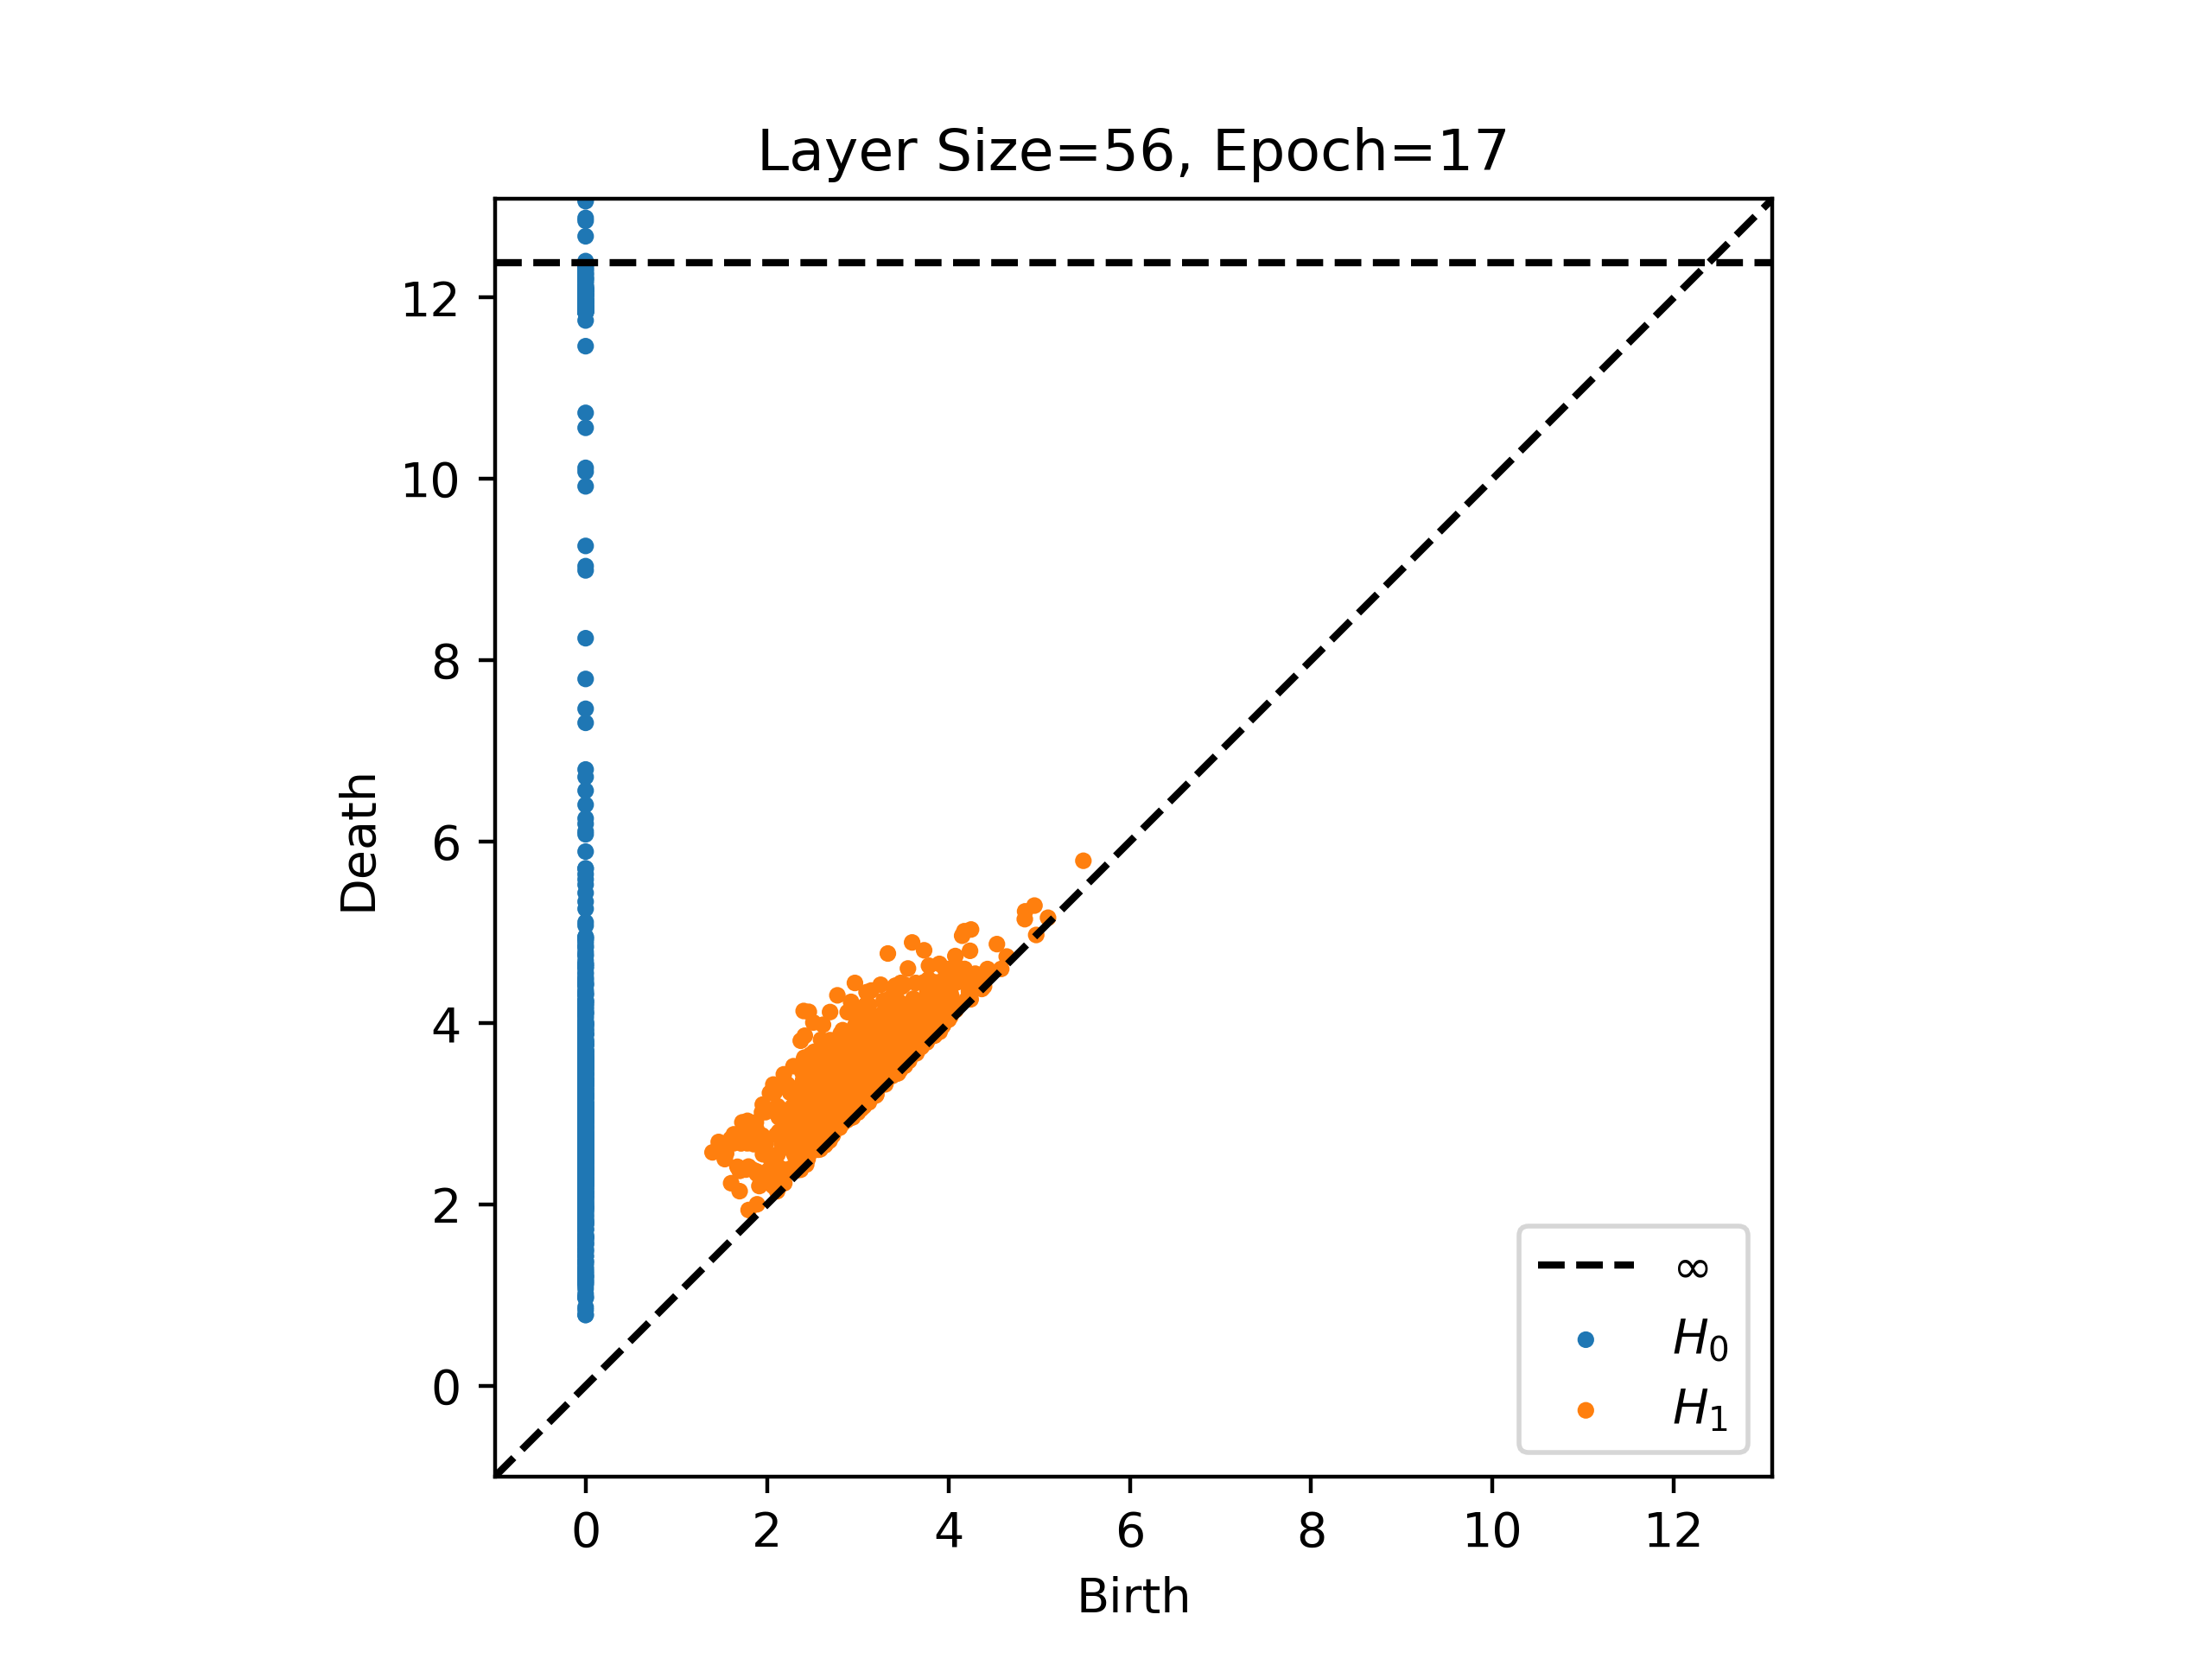 Layer Size=56, Epoch=17
12
10
8
6
4
2
0
Death
0 2 4 6 8 10 12
Birth
∞
H₀
H₁